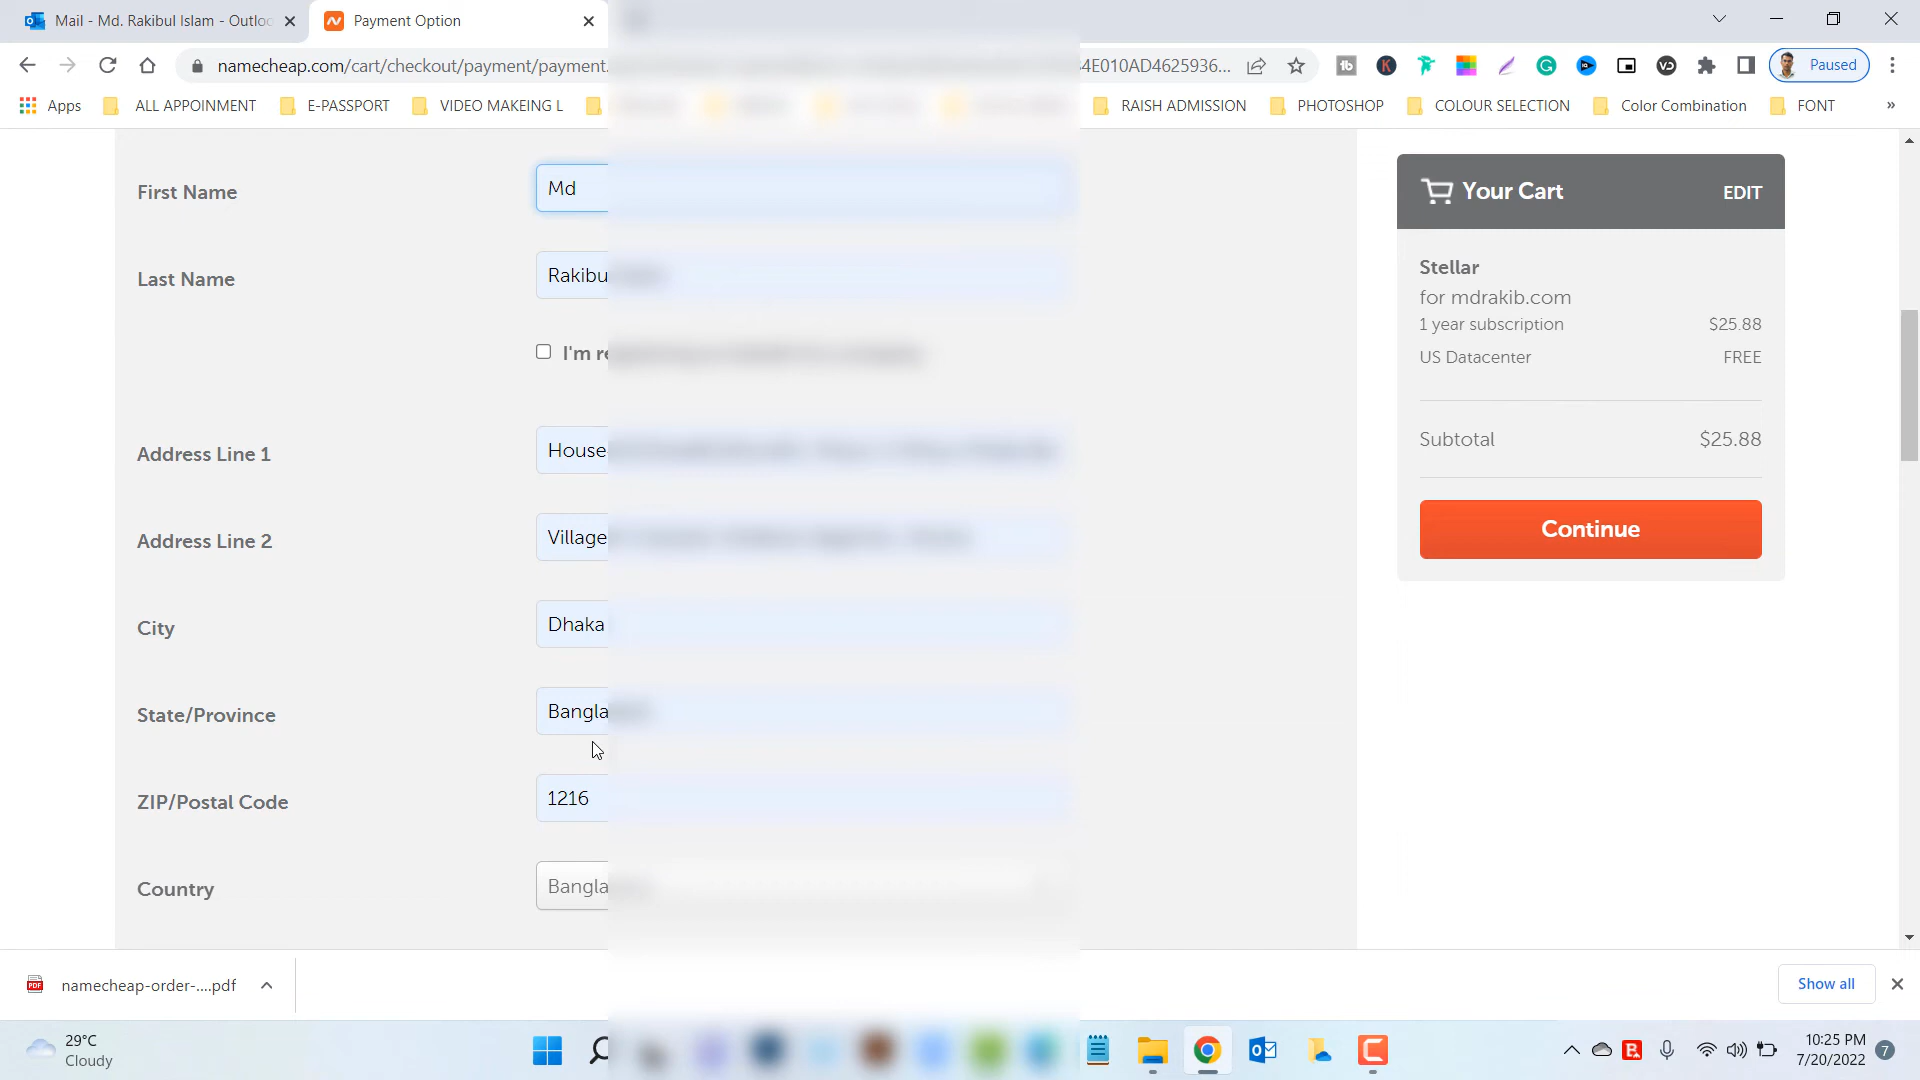 Mail - Md. Rakibul Islam - Outloo
Payment Option
namecheap.com/cart/checkout/payment/payment.
4E010AD4625936...
Paused
Apps
ALL APPOINMENT
E-PASSPORT
VIDEO MAKEING L
RAISH ADMISSION
PHOTOSHOP
COLOUR SELECTION
Color Combination
FONT
»
First Name
Md
Last Name
Rakibu
I'm re
Address Line 1
House
Address Line 2
Village
City
Dhaka
State/Province
Bangla
ZIP/Postal Code
1216
Country
Bangla
Your Cart
EDIT
Stellar
for mdrakib.com
1 year subscription $25.88
US Datacenter FREE
Subtotal $25.88
Continue
namecheap-order-....pdf
Show all
29°C
Cloudy
10:25 PM
7/20/2022
7